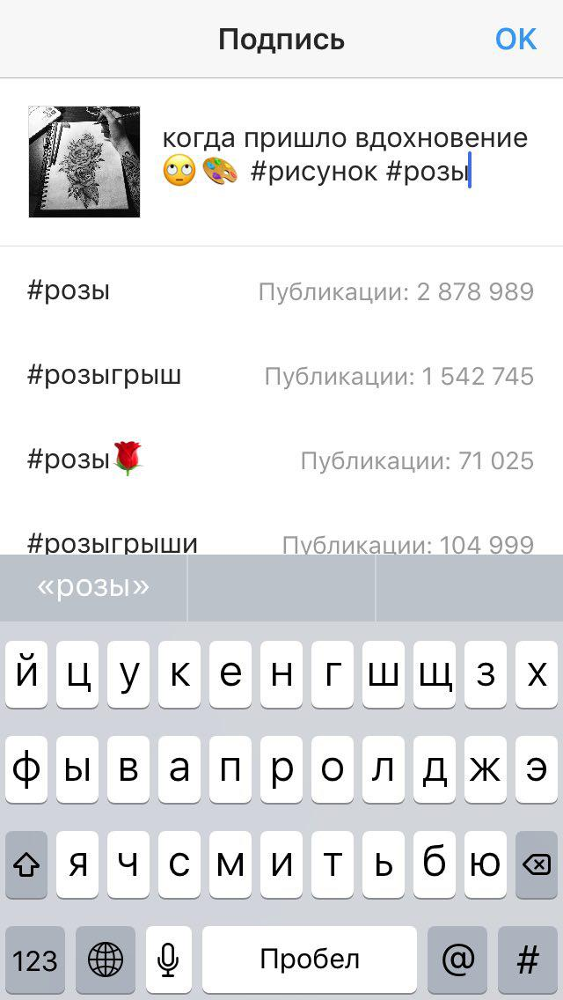 Подпись
OK
когда пришло вдохновение
🙄🎨 #рисунок #розы
#розы Публикации: 2 878 989
#розыгрыш Публикации: 1 542 745
#розы🌹 Публикации: 71 025
#розыгрыши Публикации: 104 999
«розы»
й ц у к е н г ш щ з х
ф ы в а п р о л д ж э
я ч с м и т ь б ю
123 Пробел @ #